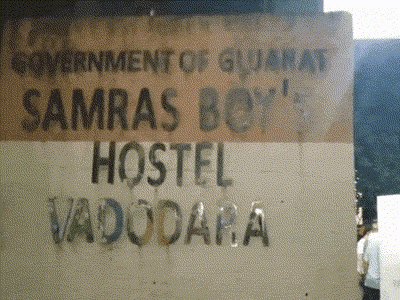 GOVERNMENT OF GUJARAT
SAMRAS BOY'S
HOSTEL
VADODARA